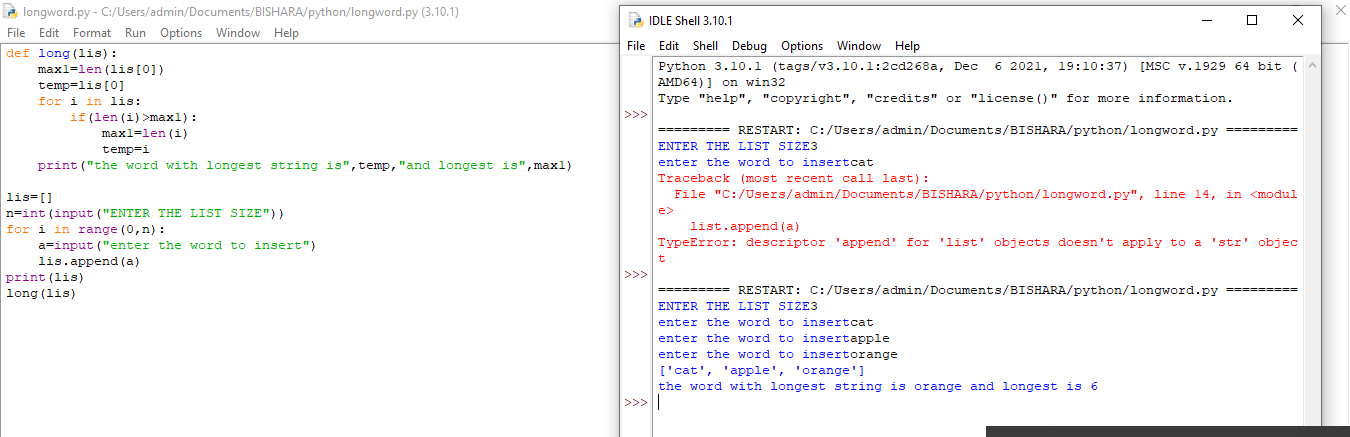 longword.py - C:/Users/admin/Documents/BISHARA/python/longword.py (3.10.1)
File Edit Format Run Options Window Help
def long(lis):
    max1=len(lis[0])
    temp=lis[0]
    for i in lis:
        if(len(i)>max1):
            max1=len(i)
            temp=i
    print("the word with longest string is",temp,"and longest is",max1)

lis=[]
n=int(input("ENTER THE LIST SIZE"))
for i in range(0,n):
    a=input("enter the word to insert")
    lis.append(a)
print(lis)
long(lis)
IDLE Shell 3.10.1
File Edit Shell Debug Options Window Help
Python 3.10.1 (tags/v3.10.1:2cd268a, Dec  6 2021, 19:10:37) [MSC v.1929 64 bit (
AMD64)] on win32
Type "help", "copyright", "credits" or "license()" for more information.
>>>
========= RESTART: C:/Users/admin/Documents/BISHARA/python/longword.py =========
ENTER THE LIST SIZE3
enter the word to insertcat
Traceback (most recent call last):
  File "C:/Users/admin/Documents/BISHARA/python/longword.py", line 14, in <modul
e>
    list.append(a)
TypeError: descriptor 'append' for 'list' objects doesn't apply to a 'str' objec
t
>>>
========= RESTART: C:/Users/admin/Documents/BISHARA/python/longword.py =========
ENTER THE LIST SIZE3
enter the word to insertcat
enter the word to insertapple
enter the word to insertorange
['cat', 'apple', 'orange']
the word with longest string is orange and longest is 6
>>>